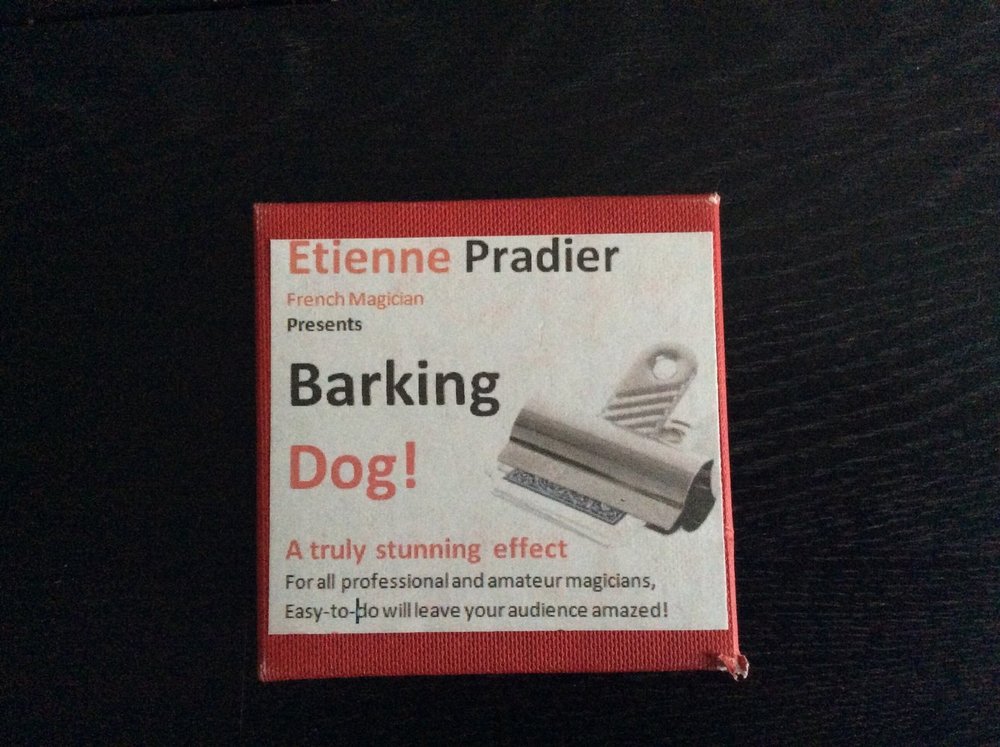 Etienne Pradier
French Magician
Presents
Barking
Dog!
A truly stunning effect
For all professional and amateur magicians,
Easy-to-do will leave your audience amazed!